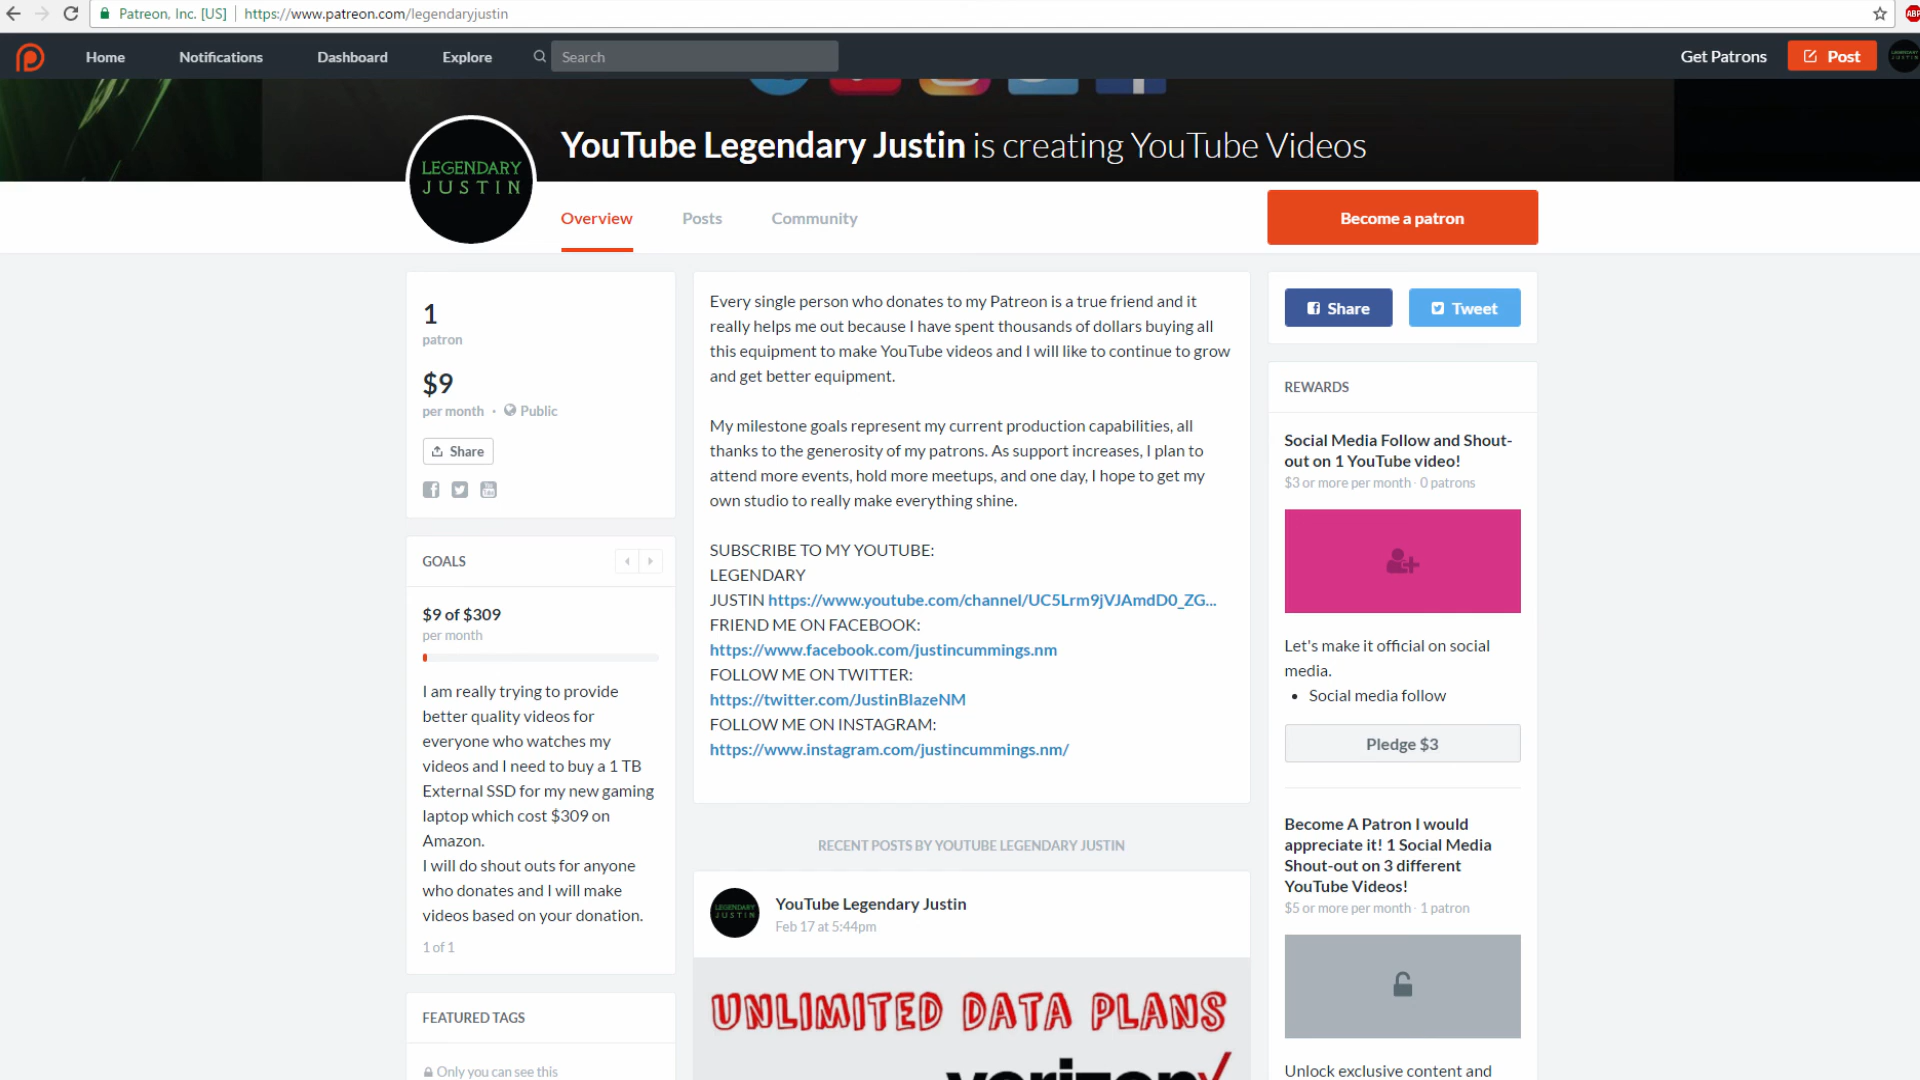 Patreon, Inc. [US] https://www.patreon.com/legendaryjustin
ABP
Home Notifications Dashboard Explore Search Get Patrons Post
LEGENDARY
JUSTIN
YouTube Legendary Justin is creating YouTube Videos
Overview Posts Community Become a patron
1
patron
$9
per month · Public
Share
GOALS
$9 of $309
per month
I am really trying to provide
better quality videos for
everyone who watches my
videos and I need to buy a 1 TB
External SSD for my new gaming
laptop which cost $309 on
Amazon.
I will do shout outs for anyone
who donates and I will make
videos based on your donation.
1 of 1
FEATURED TAGS
Only you can see this
Every single person who donates to my Patreon is a true friend and it
really helps me out because I have spent thousands of dollars buying all
this equipment to make YouTube videos and I will like to continue to grow
and get better equipment.
My milestone goals represent my current production capabilities, all
thanks to the generosity of my patrons. As support increases, I plan to
attend more events, hold more meetups, and one day, I hope to get my
own studio to really make everything shine.
SUBSCRIBE TO MY YOUTUBE:
LEGENDARY
JUSTIN https://www.youtube.com/channel/UC5Lrm9jVJAmdD0_ZG...
FRIEND ME ON FACEBOOK:
https://www.facebook.com/justincummings.nm
FOLLOW ME ON TWITTER:
https://twitter.com/JustinBlazeNM
FOLLOW ME ON INSTAGRAM:
https://www.instagram.com/justincummings.nm/
RECENT POSTS BY YOUTUBE LEGENDARY JUSTIN
LEGENDARY
JUSTIN
YouTube Legendary Justin
Feb 17 at 5:44pm
UNLIMITED DATA PLANS
verizon
Share Tweet
REWARDS
Social Media Follow and Shout-
out on 1 YouTube video!
$3 or more per month · 0 patrons
Let's make it official on social
media.
• Social media follow
Pledge $3
Become A Patron I would
appreciate it! 1 Social Media
Shout-out on 3 different
YouTube Videos!
$5 or more per month · 1 patron
Unlock exclusive content and